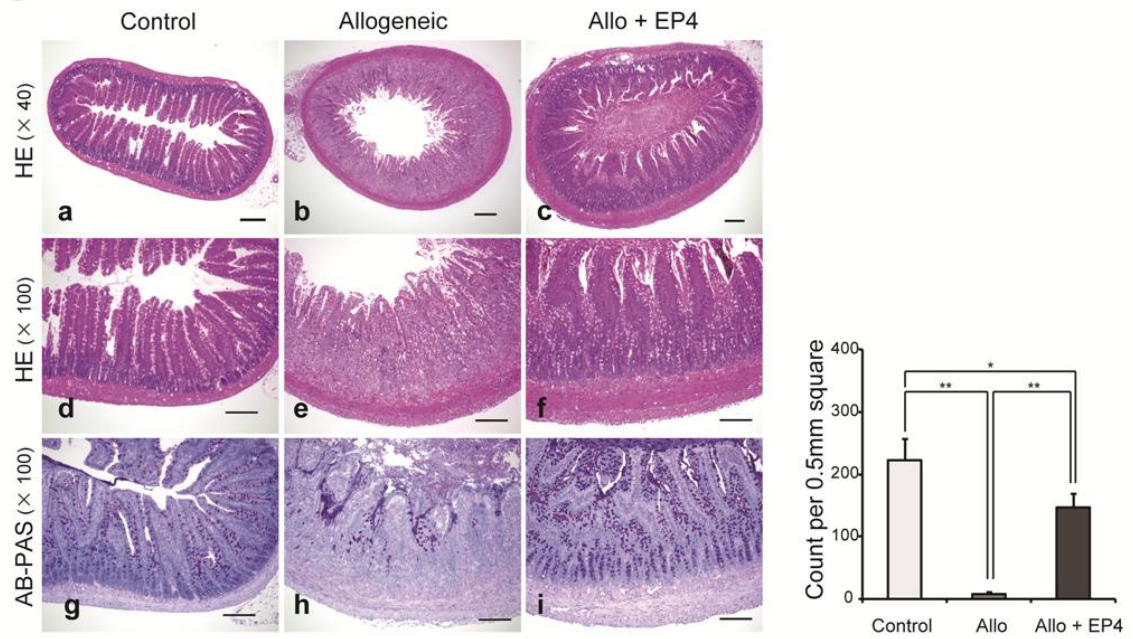 Control Allogeneic Allo + EP4
HE (× 40)
a b c
HE (× 100)
d e f
AB-PAS (× 100)
g h i
Count per 0.5mm square
400
300
200
100
0
*
** **
Control Allo Allo + EP4